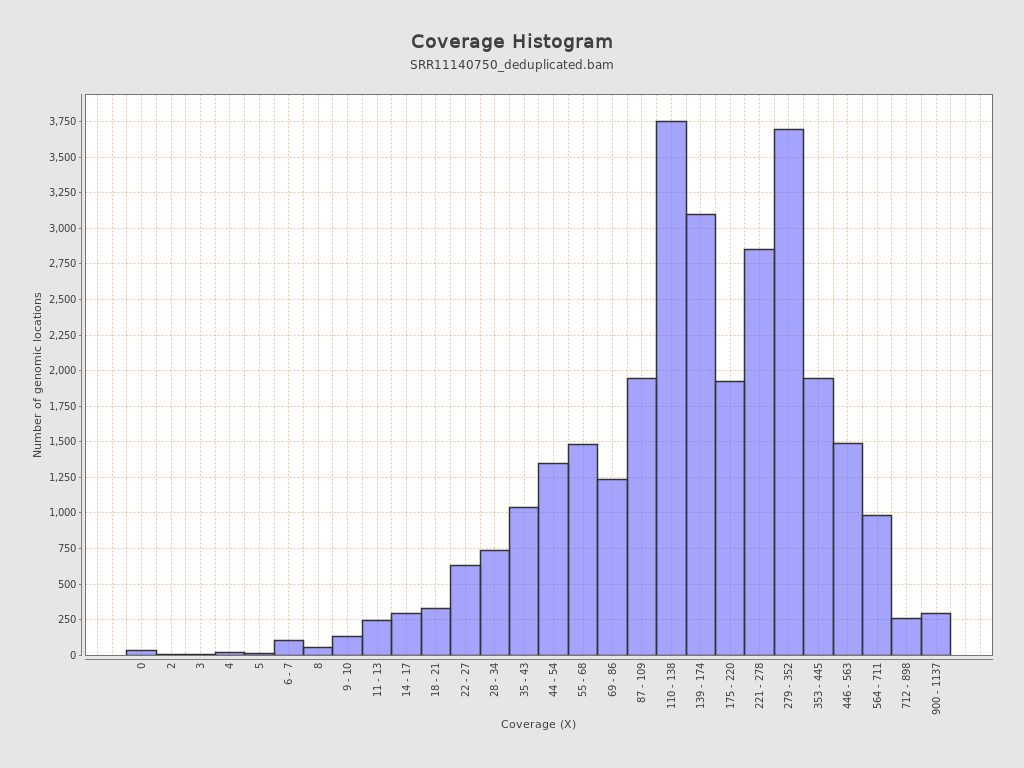 Coverage Histogram
SRR11140750_deduplicated.bam
Number of genomic locations
3,750
3,500
3,250
3,000
2,750
2,500
2,250
2,000
1,750
1,500
1,250
1,000
750
500
250
0
0
2
3
4
5
6 - 7
8
9 - 10
11 - 13
14 - 17
18 - 21
22 - 27
28 - 34
35 - 43
44 - 54
55 - 68
69 - 86
87 - 109
110 - 138
139 - 174
175 - 220
221 - 278
279 - 352
353 - 445
446 - 563
564 - 711
712 - 898
900 - 1137
Coverage (X)